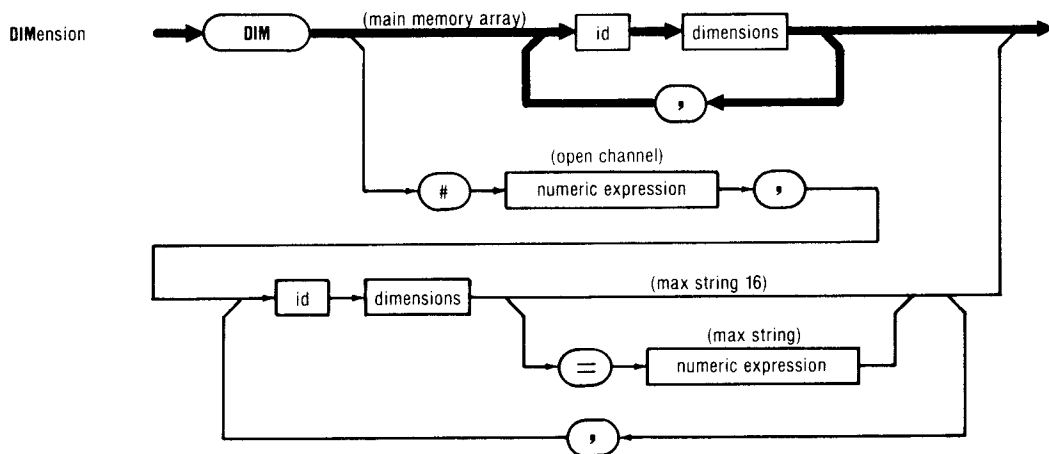 DIMension
DIM
(main memory array)
id
dimensions
,
(open channel)
#
numeric expression
,
id
dimensions
(max string 16)
(max string)
=
numeric expression
,